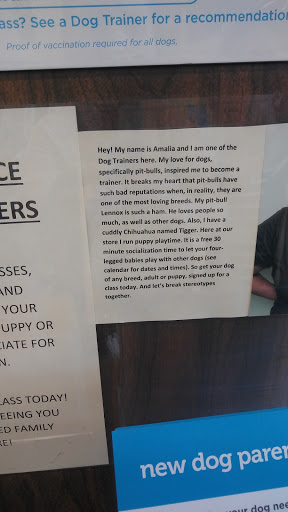 ass? See a Dog Trainer for a recommendation
Proof of vaccination required for all dogs.
CE
ERS
SSES,
AND
YOUR
UPPY OR
CIATE FOR
N.
LASS TODAY!
EEING YOU
ED FAMILY
RE!
Hey! My name is Amalia and I am one of the
Dog Trainers here. My love for dogs,
specifically pit-bulls, inspired me to become a
trainer. It breaks my heart that pit-bulls have
such bad reputations when, in reality, they are
one of the most loving breeds. My pit-bull
Lennox is such a ham. He loves people so
much, as well as other dogs. Also, I have a
cuddly Chihuahua named Tigger. Here at our
store I run puppy playtime. It is a free 30
minute socialization time to let your four-
legged babies play with other dogs (see
calendar for dates and times). So get your dog
of any breed, adult or puppy, signed up for a
class today. And let's break stereotypes
together.
new dog paren
your dog nee